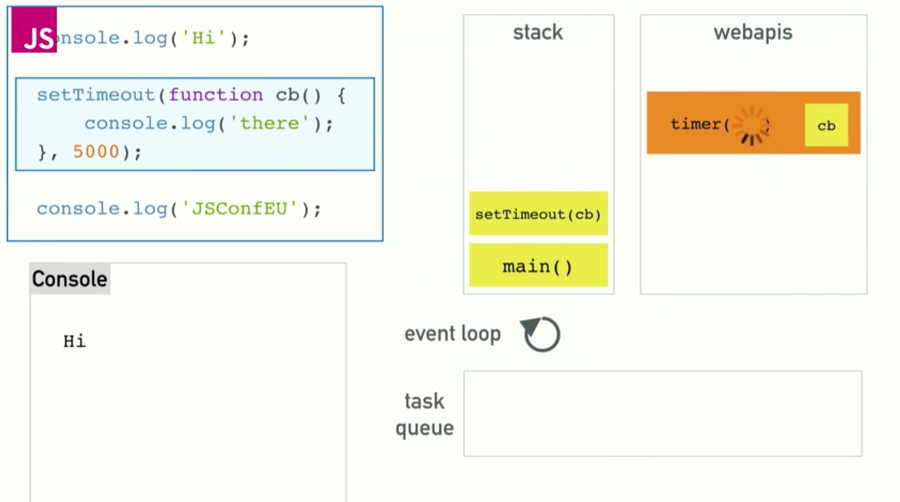 JS
onsole.log('Hi');
setTimeout(function cb() {
console.log('there');
}, 5000);
console.log('JSConfEU');
Console
Hi
stack
setTimeout(cb)
main()
webapis
timer( )
cb
event loop
task
queue